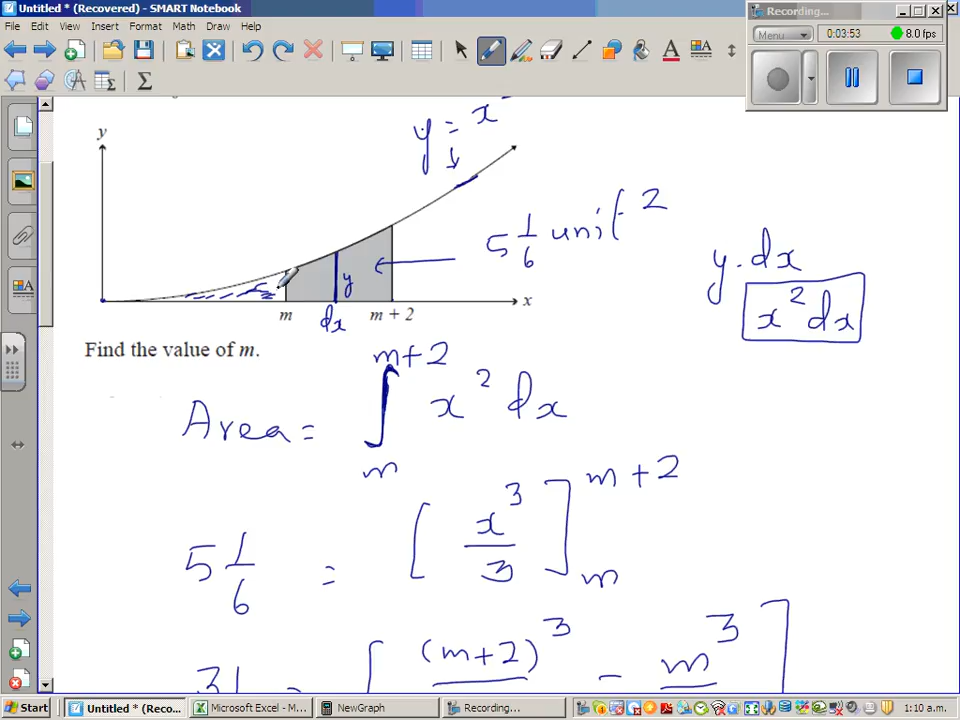 Untitled * (Recovered) - SMART Notebook
File Edit View Insert Format Math Draw Help
Recording...
Menu
0:03:53
8.0 fps
y
y = x
5 1/6 unit 2
y. dx
x 2 dx
y
x
m
dx
m + 2
Find the value of m.
Area = ∫ m m+2 x 2 dx
5 1/6 = [ x 3 / 3 ] m m+2
31 = [ (m+2) 3 - m 3 ]
Start
Untitled * (Reco...
Microsoft Excel - M...
NewGraph
Recording...
1:10 a.m.